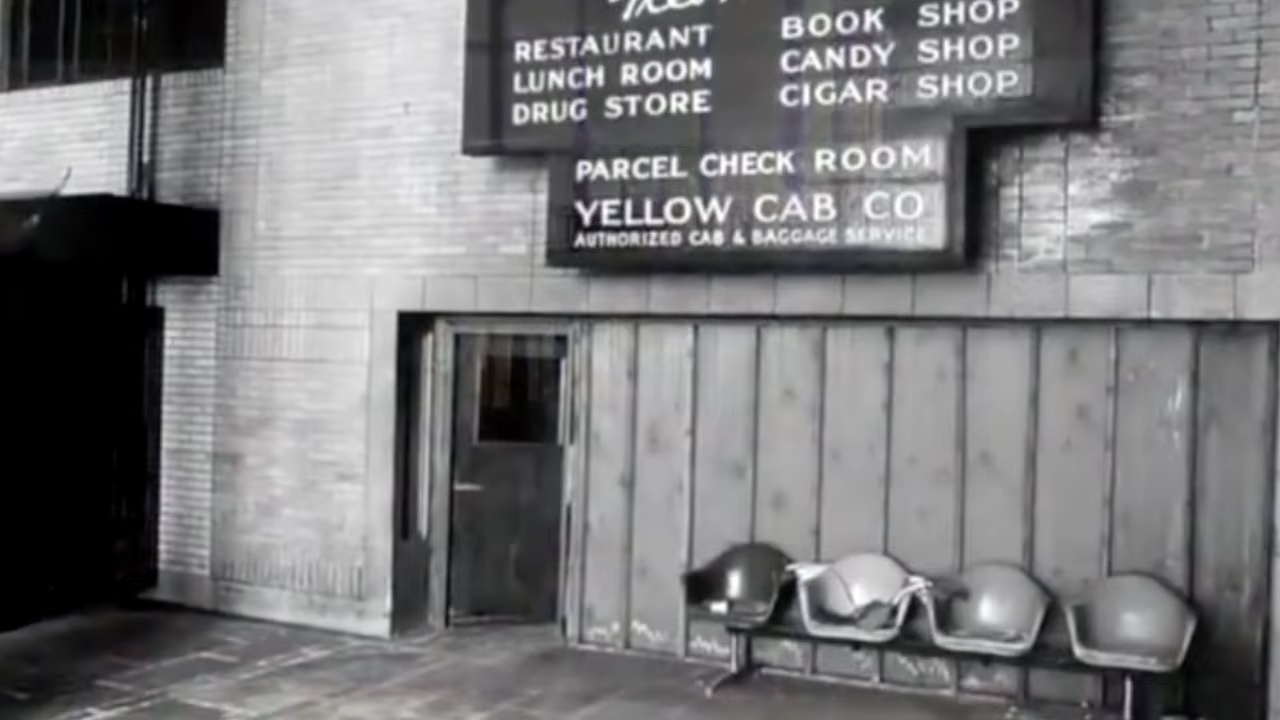 RESTAURANT BOOK SHOP
LUNCH ROOM CANDY SHOP
DRUG STORE CIGAR SHOP
PARCEL CHECK ROOM
YELLOW CAB CO
AUTHORIZED CAB & BAGGAGE SERVICE